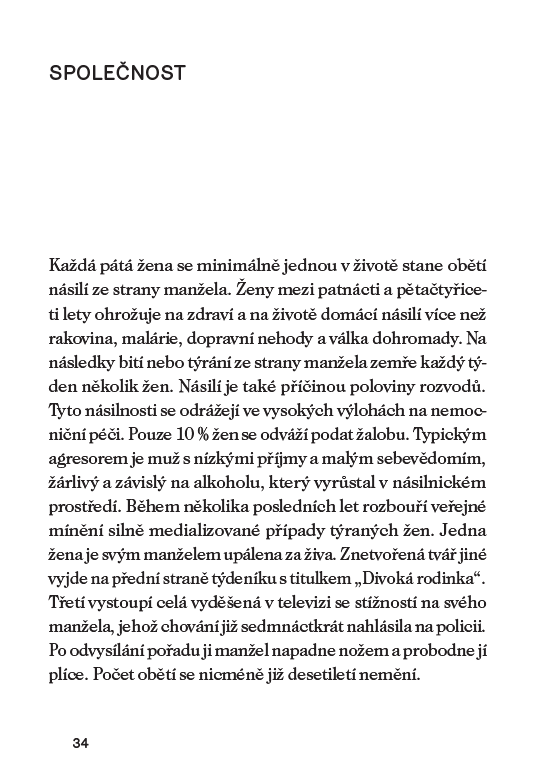 SPOLEČNOST
Každá pátá žena se minimálně jednou v životě stane obětí
násilí ze strany manžela. Ženy mezi patnácti a pětačtyřice-
ti lety ohrožuje na zdraví a na životě domácí násilí více než
rakovina, malárie, dopravní nehody a válka dohromady. Na
následky bití nebo týrání ze strany manžela zemře každý tý-
den několik žen. Násilí je také příčinou poloviny rozvodů.
Tyto násilnosti se odrážejí ve vysokých výlohách na nemoc-
niční péči. Pouze 10 % žen se odváží podat žalobu. Typickým
agresorem je muž s nízkými příjmy a malým sebevědomím,
žárlivý a závislý na alkoholu, který vyrůstal v násilnickém
prostředí. Během několika posledních let rozbouří veřejné
mínění silně medializované případy týraných žen. Jedna
žena je svým manželem upálena za živa. Znetvořená tvář jiné
vyjde na přední straně týdeníku s titulkem „Divoká rodinka“.
Třetí vystoupí celá vyděšená v televizi se stížností na svého
manžela, jehož chování již sedmnáctkrát nahlásila na policii.
Po odvysílání pořadu ji manžel napadne nožem a probodne jí
plíce. Počet obětí se nicméně již desetiletí nemění.
34